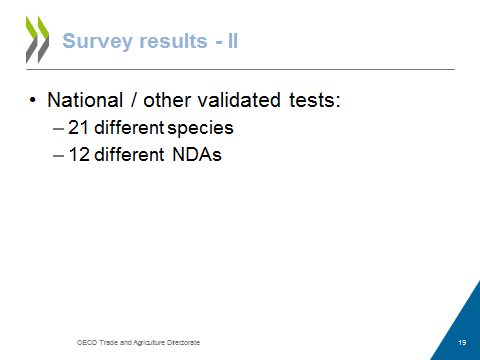 Survey results - II
• National / other validated tests:
– 21 different species
– 12 different NDAs
OECD Trade and Agriculture Directorate
19